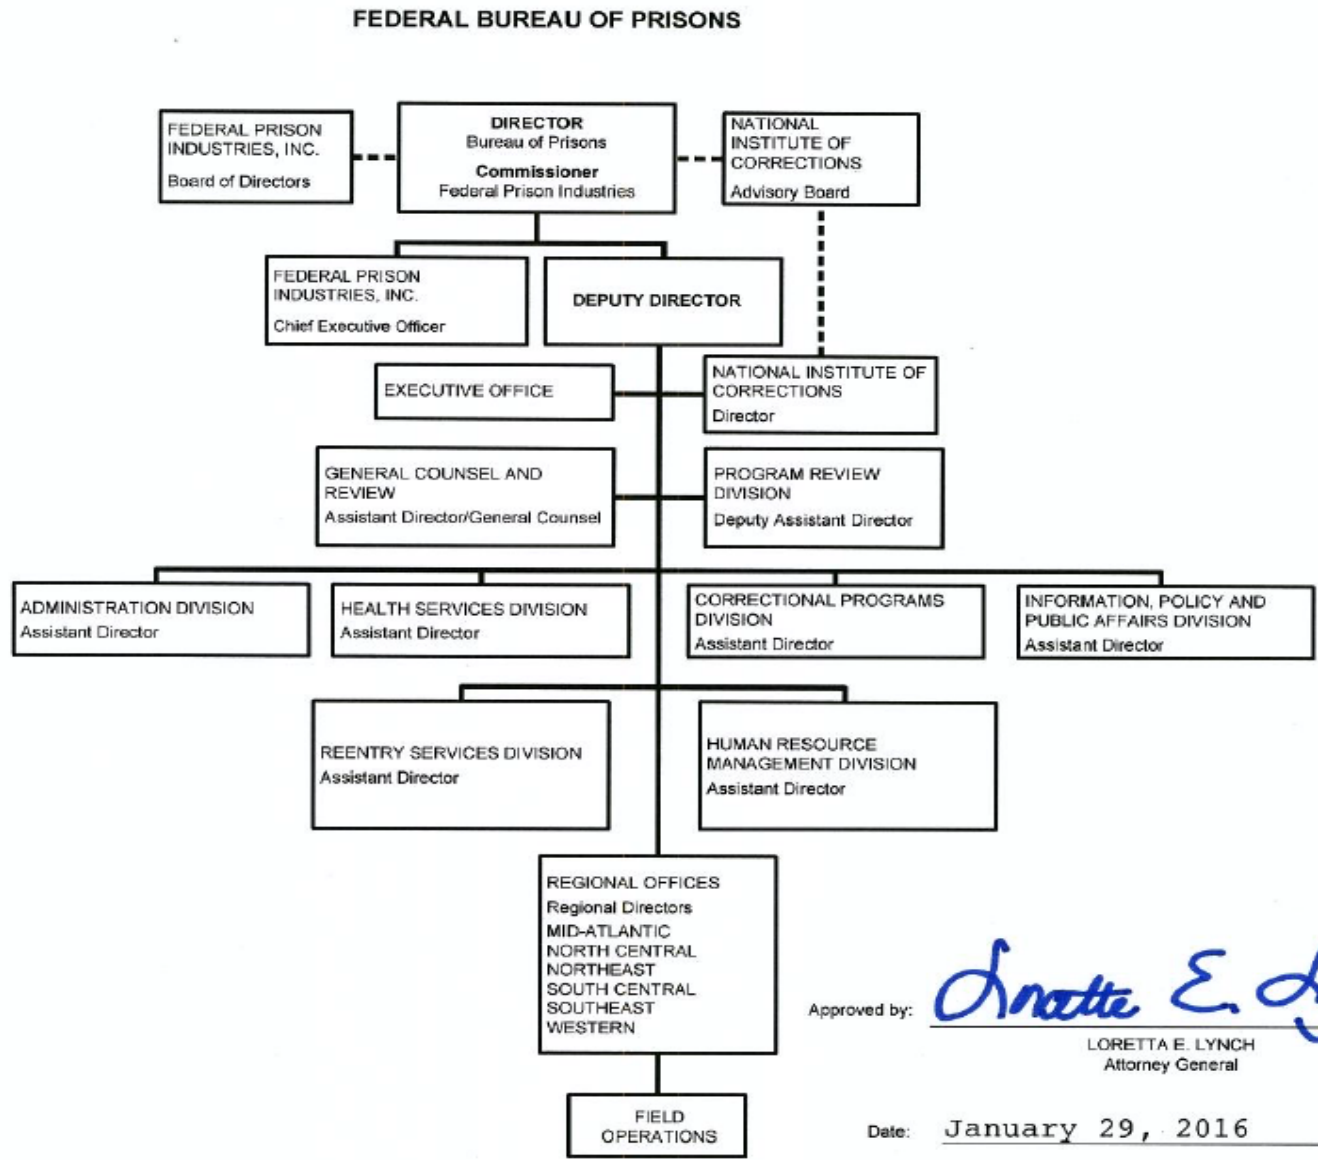 FEDERAL BUREAU OF PRISONS
FEDERAL PRISON
INDUSTRIES, INC.
Board of Directors
DIRECTOR
Bureau of Prisons
Commissioner
Federal Prison Industries
NATIONAL
INSTITUTE OF
CORRECTIONS
Advisory Board
FEDERAL PRISON
INDUSTRIES, INC.
Chief Executive Officer
DEPUTY DIRECTOR
EXECUTIVE OFFICE
NATIONAL INSTITUTE OF
CORRECTIONS
Director
GENERAL COUNSEL AND
REVIEW
Assistant Director/General Counsel
PROGRAM REVIEW
DIVISION
Deputy Assistant Director
ADMINISTRATION DIVISION
Assistant Director
HEALTH SERVICES DIVISION
Assistant Director
CORRECTIONAL PROGRAMS
DIVISION
Assistant Director
INFORMATION, POLICY AND
PUBLIC AFFAIRS DIVISION
Assistant Director
REENTRY SERVICES DIVISION
Assistant Director
HUMAN RESOURCE
MANAGEMENT DIVISION
Assistant Director
REGIONAL OFFICES
Regional Directors
MID-ATLANTIC
NORTH CENTRAL
NORTHEAST
SOUTH CENTRAL
SOUTHEAST
WESTERN
FIELD
OPERATIONS
Approved by: Loretta E.
LORETTA E. LYNCH
Attorney General
Date: January 29, 2016